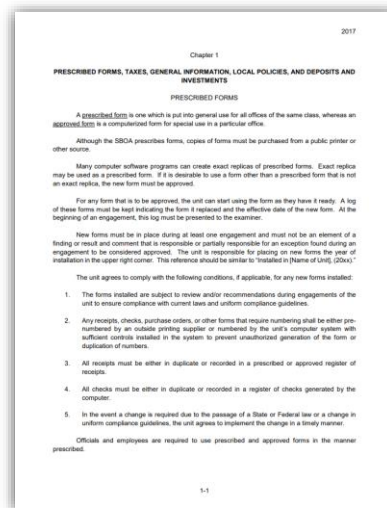 2017
Chapter 1
PRESCRIBED FORMS, TAXES, GENERAL INFORMATION, LOCAL POLICIES, AND DEPOSITS AND
INVESTMENTS
PRESCRIBED FORMS
A prescribed form is one which is put into general use for all offices of the same class, whereas an
approved form is a computerized form for special use in a particular office.
Although the SBOA prescribes forms, copies of forms must be purchased from a public printer or
other source.
Many computer software programs can create exact replicas of prescribed forms. Exact replica
may be used as a prescribed form. If it is desirable to use a form other than a prescribed form that is not
an exact replica, the new form must be approved.
For any form that is to be approved, the unit can start using the form as they have it ready. A log
of these forms must be kept indicating the form it replaced and the effective date of the new form. At the
beginning of an engagement, this log must be presented to the examiner.
New forms must be in place during at least one engagement and must not be an element of a
finding or result and comment that is responsible or partially responsible for an exception found during an
engagement to be considered approved. The unit is responsible for placing on new forms the year of
installation in the upper right corner. This reference should be similar to "Installed in [Name of Unit], (20xx)."
The unit agrees to comply with the following conditions, if applicable, for any new forms installed:
1. The forms installed are subject to review and/or recommendations during engagements of the
unit to ensure compliance with current laws and uniform compliance guidelines.
2. Any receipts, checks, purchase orders, or other forms that require numbering shall be either pre-
numbered by an outside printing supplier or numbered by the unit's computer system with
sufficient controls installed in the system to prevent unauthorized generation of the form or
duplication of numbers.
3. All receipts must be either in duplicate or recorded in a prescribed or approved register of
receipts.
4. All checks must be either in duplicate or recorded in a register of checks generated by the
computer.
5. In the event a change is required due to the passage of a State or Federal law or a change in
uniform compliance guidelines, the unit agrees to implement the change in a timely manner.
Officials and employees are required to use prescribed and approved forms in the manner
prescribed.
1-1